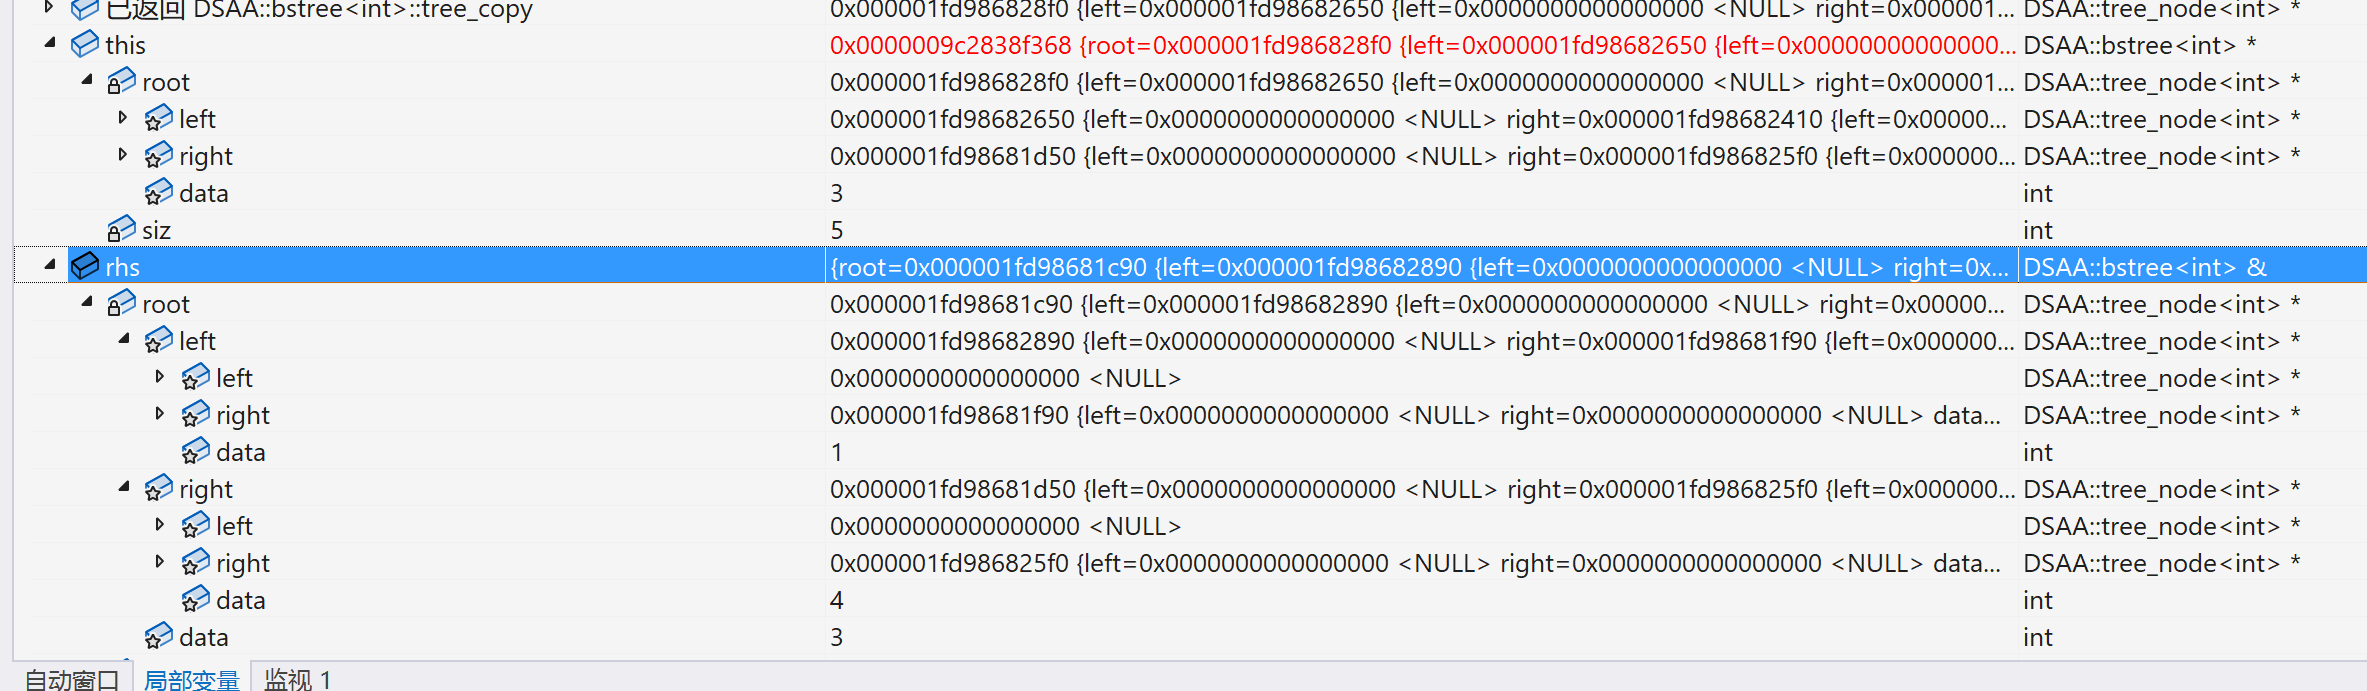 已返回 DSAA::bstree<int>::tree_copy 0x000001fd986828f0 {left=0x000001fd98682650 {left=0x0000000000000000 <NULL> right=0x000001... DSAA::tree_node<int> *
this 0x0000009c2838f368 {root=0x000001fd986828f0 {left=0x000001fd98682650 {left=0x00000000000000... DSAA::bstree<int> *
root 0x000001fd986828f0 {left=0x000001fd98682650 {left=0x0000000000000000 <NULL> right=0x000001... DSAA::tree_node<int> *
left 0x000001fd98682650 {left=0x0000000000000000 <NULL> right=0x000001fd98682410 {left=0x00000... DSAA::tree_node<int> *
right 0x000001fd98681d50 {left=0x0000000000000000 <NULL> right=0x000001fd986825f0 {left=0x000000... DSAA::tree_node<int> *
data 3 int
siz 5 int
rhs {root=0x000001fd98681c90 {left=0x000001fd98682890 {left=0x0000000000000000 <NULL> right=0x... DSAA::bstree<int> &
root 0x000001fd98681c90 {left=0x000001fd98682890 {left=0x0000000000000000 <NULL> right=0x00000... DSAA::tree_node<int> *
left 0x000001fd98682890 {left=0x0000000000000000 <NULL> right=0x000001fd98681f90 {left=0x000000... DSAA::tree_node<int> *
left 0x0000000000000000 <NULL> DSAA::tree_node<int> *
right 0x000001fd98681f90 {left=0x0000000000000000 <NULL> right=0x0000000000000000 <NULL> data... DSAA::tree_node<int> *
data 1 int
right 0x000001fd98681d50 {left=0x0000000000000000 <NULL> right=0x000001fd986825f0 {left=0x000000... DSAA::tree_node<int> *
left 0x0000000000000000 <NULL> DSAA::tree_node<int> *
right 0x000001fd986825f0 {left=0x0000000000000000 <NULL> right=0x0000000000000000 <NULL> data... DSAA::tree_node<int> *
data 4 int
data 3 int
自动窗口 局部变量 监视 1